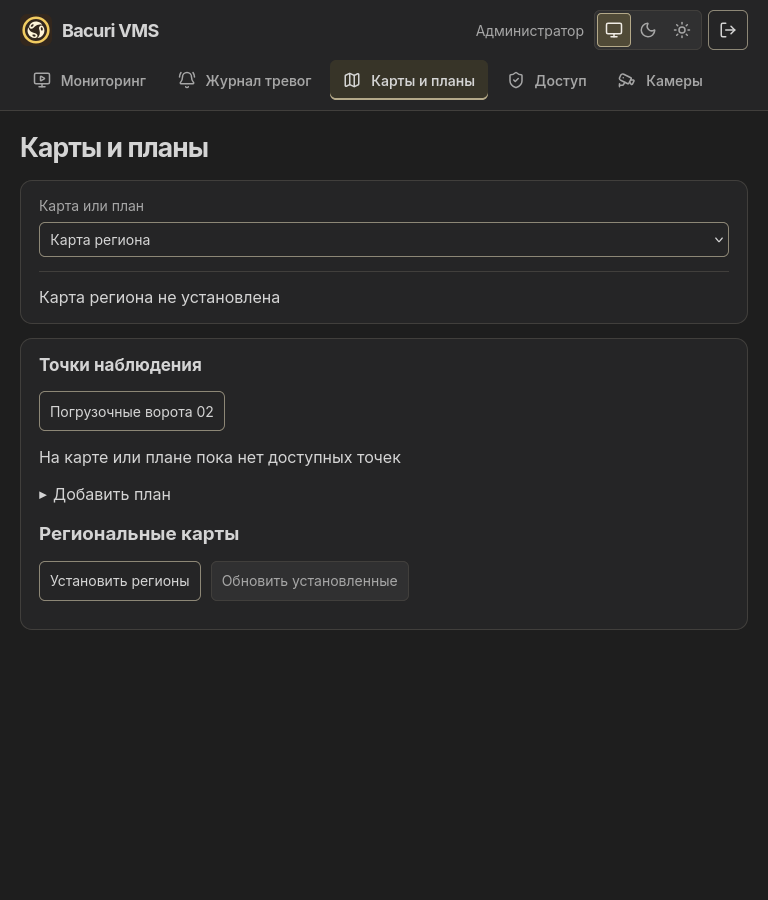 Bacuri VMS
Администратор
Мониторинг
Журнал тревог
Карты и планы
Доступ
Камеры
Карты и планы
Карта или план
Карта региона
Карта региона не установлена
Точки наблюдения
Погрузочные ворота 02
На карте или плане пока нет доступных точек
Добавить план
Региональные карты
Установить регионы
Обновить установленные